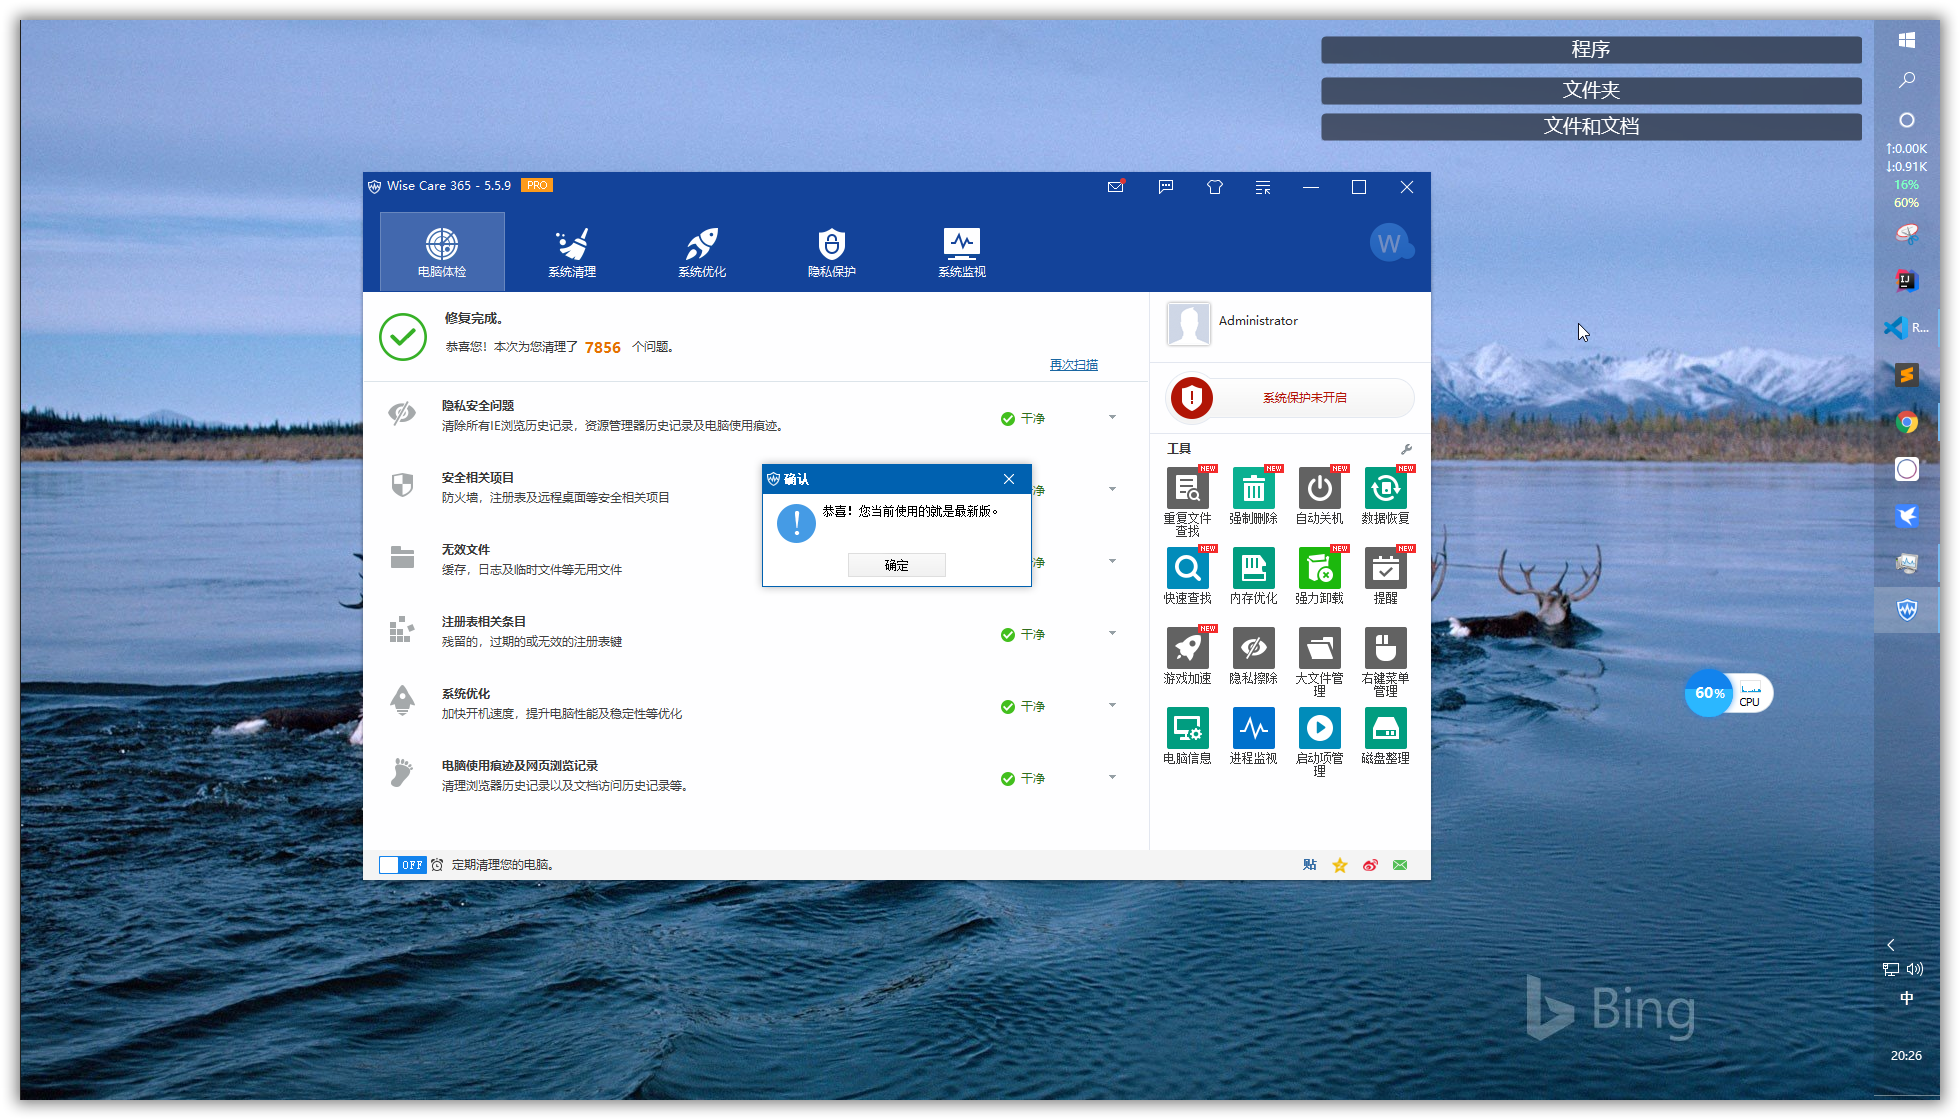 程序
文件夹
文件和文档
↑:0.00K
↓:0.91K
16%
60%
R...
Wise Care 365 - 5.5.9 PRO
电脑体检
系统清理
系统优化
隐私保护
系统监视
W
修复完成。
恭喜您！本次为您清理了 7856 个问题。
再次扫描
隐私安全问题
清除所有IE浏览历史记录，资源管理器历史记录及电脑使用痕迹。
干净
安全相关项目
防火墙，注册表及远程桌面等安全相关项目
净
无效文件
缓存，日志及临时文件等无用文件
净
注册表相关条目
残留的，过期的或无效的注册表键
干净
系统优化
加快开机速度，提升电脑性能及稳定性等优化
干净
电脑使用痕迹及网页浏览记录
清理浏览器历史记录以及文档访问历史记录等。
干净
OFF 定期清理您的电脑。
确认
恭喜！您当前使用的就是最新版。
确定
Administrator
系统保护未开启
工具
NEW
NEW
NEW
NEW
重复文件
查找
强制删除
自动关机
数据恢复
NEW
NEW
NEW
快速查找
内存优化
强力卸载
提醒
NEW
游戏加速
隐私擦除
大文件管
理
右键菜单
管理
电脑信息
进程监视
启动项管
理
磁盘整理
贴
60%
CPU
IJ
Bing
中
20:26